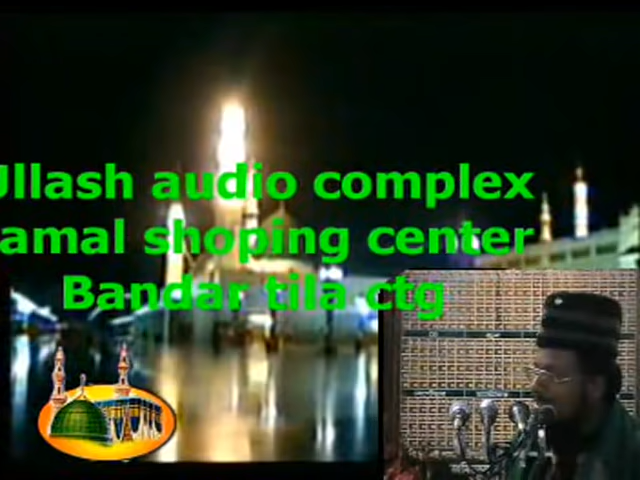 Ullash audio complex
amal shoping center
Bandar tila ctg